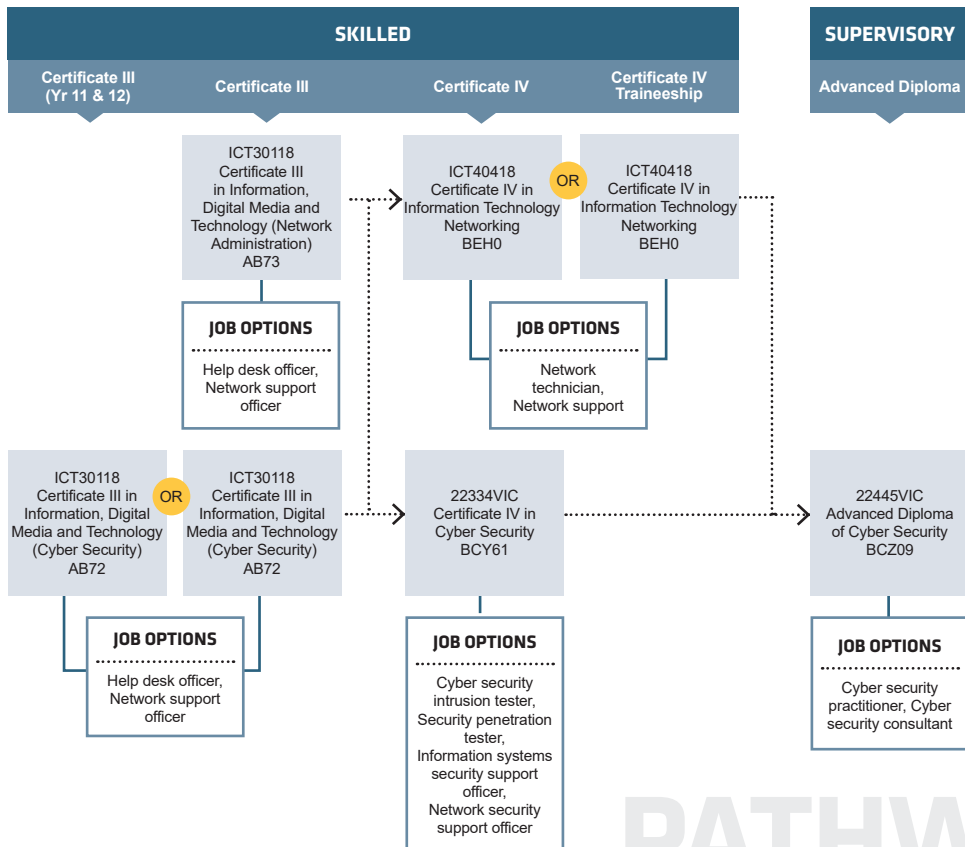 SKILLED
SUPERVISORY
Certificate III
(Yr 11 & 12)
Certificate III
Certificate IV
Certificate IV
Traineeship
Advanced Diploma
ICT30118
Certificate III
in Information,
Digital Media and
Technology (Network
Administration)
AB73
ICT40418
Certificate IV in
Information Technology
Networking
BEH0
OR
ICT40418
Certificate IV in
Information Technology
Networking
BEH0
JOB OPTIONS
Help desk officer,
Network support
officer
JOB OPTIONS
Network
technician,
Network support
ICT30118
Certificate III in
Information, Digital
Media and Technology
(Cyber Security)
AB72
OR
ICT30118
Certificate III in
Information, Digital
Media and Technology
(Cyber Security)
AB72
22334VIC
Certificate IV in
Cyber Security
BCY61
22445VIC
Advanced Diploma
of Cyber Security
BCZ09
JOB OPTIONS
Help desk officer,
Network support
officer
JOB OPTIONS
Cyber security
intrusion tester,
Security penetration
tester,
Information systems
security support
officer,
Network security
support officer
JOB OPTIONS
Cyber security
practitioner, Cyber
security consultant
PATHW